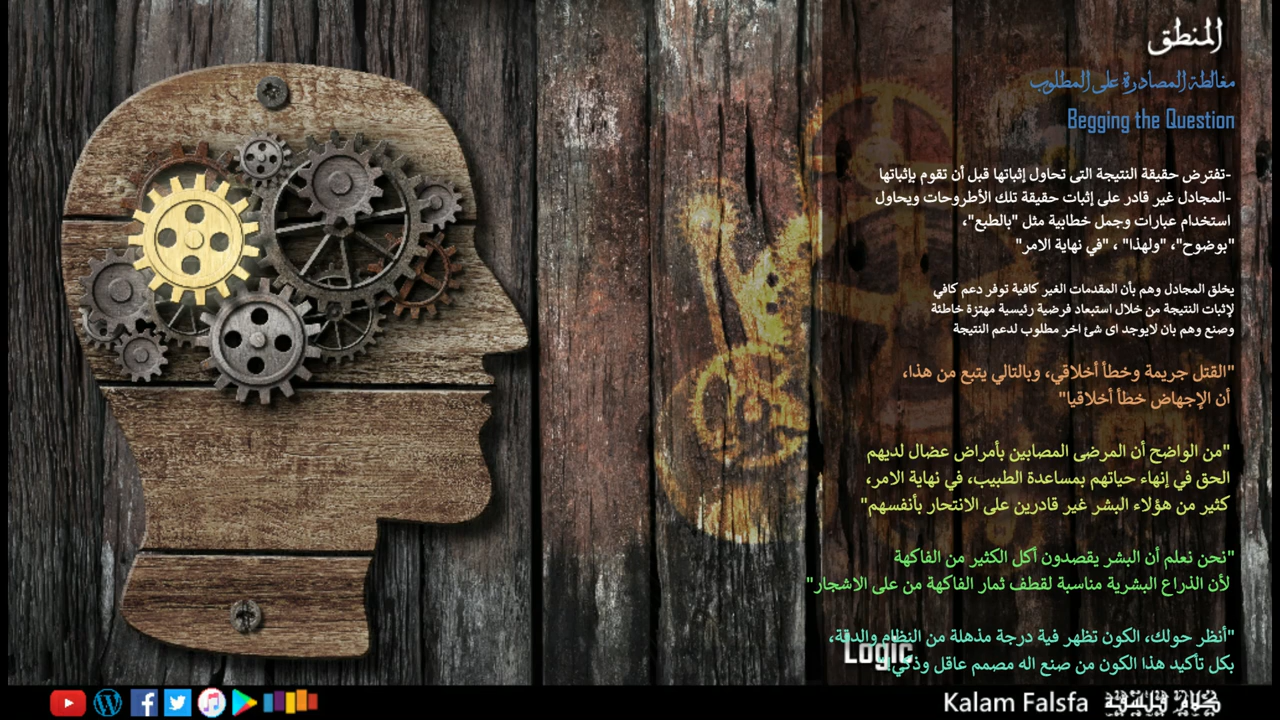 المنطق
مغالطة المصادرة على المطلوب
Begging the Question
-تفترض حقيقة النتيجة التى تحاول إثباتها قبل أن تقوم بإثباتها
-المجادل غير قادر على إثبات حقيقة تلك الأطروحات ويحاول
استخدام عبارات وجمل خطابية مثل "بالطبع"،
"بوضوح"، "ولهذا" ، "في نهاية الامر"
يخلق المجادل وهم بأن المقدمات الغير كافية توفر دعم كافي
لإثبات النتيجة من خلال استبعاد فرضية رئيسية مهتزة خاطئة
وصنع وهم بان لايوجد اى شئ اخر مطلوب لدعم النتيجة
"القتل جريمة وخطأ أخلاقي، وبالتالي يتبع من هذا،
أن الإجهاض خطأ أخلاقيا"
"من الواضح أن المرضى المصابين بأمراض عضال لديهم
الحق في إنهاء حياتهم بمساعدة الطبيب، في نهاية الامر،
كثير من هؤلاء البشر غير قادرين على الانتحار بأنفسهم"
"نحن نعلم أن البشر يقصدون أكل الكثير من الفاكهة
لأن الذراع البشرية مناسبة لقطف ثمار الفاكهة من على الاشجار"
"أنظر حولك، الكون تظهر فية درجة مذهلة من النظام والدقة،
بكل تأكيد هذا الكون من صنع اله مصمم عاقل وذكي"
Logic
Kalam Falsfa كلام فلسفة